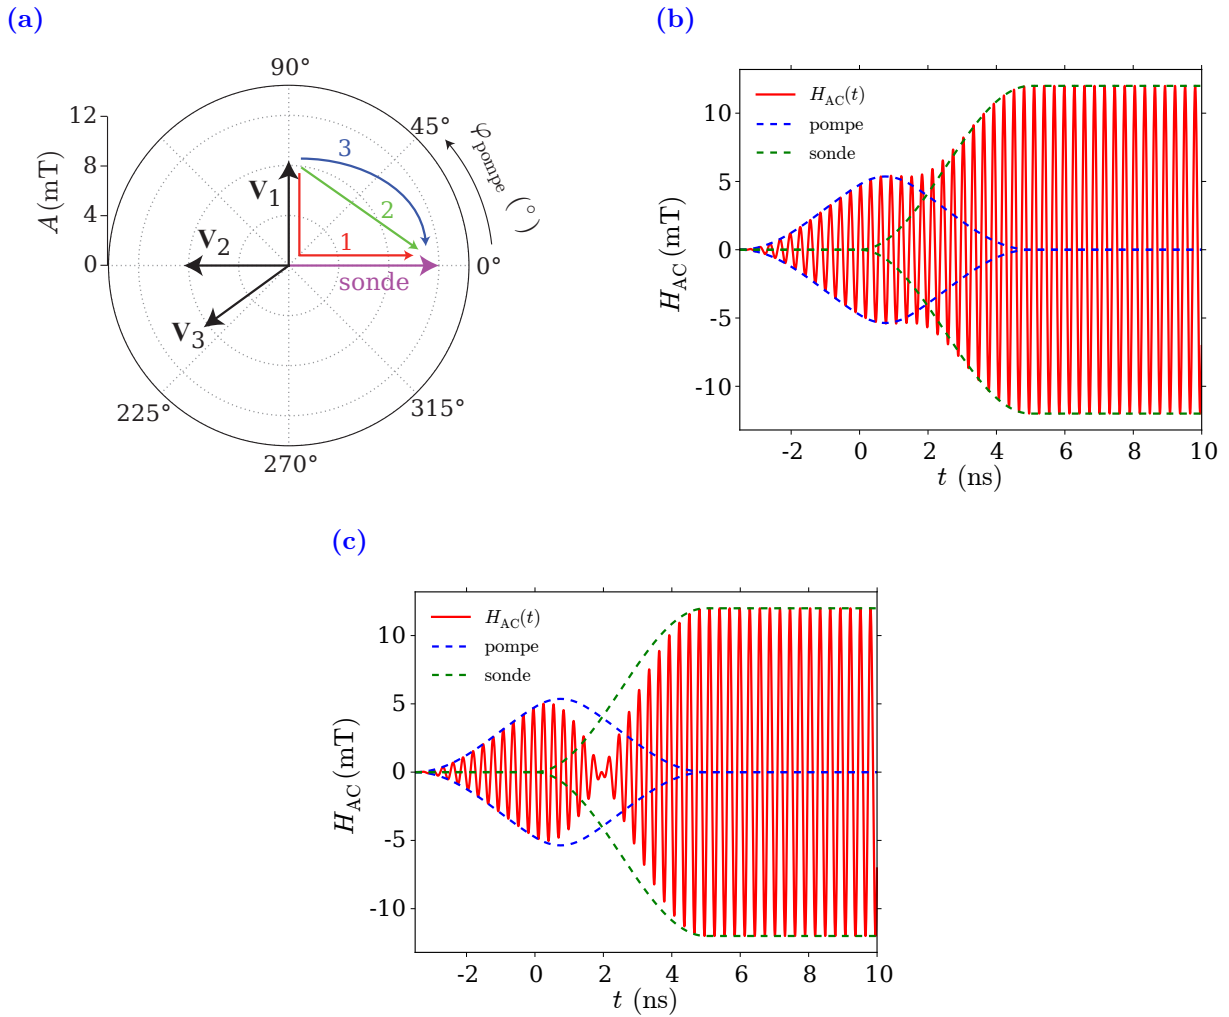 (a)
90°
12
8
4
0
A (mT)
45°
φpompe (°)
0°
315°
270°
225°
V1
V2
V3
3
2
1
sonde
(b)
HAC(t)
pompe
sonde
10
5
0
-5
-10
HAC (mT)
-2 0 2 4 6 8 10
t (ns)
(c)
HAC(t)
pompe
sonde
10
5
0
-5
-10
HAC (mT)
-2 0 2 4 6 8 10
t (ns)